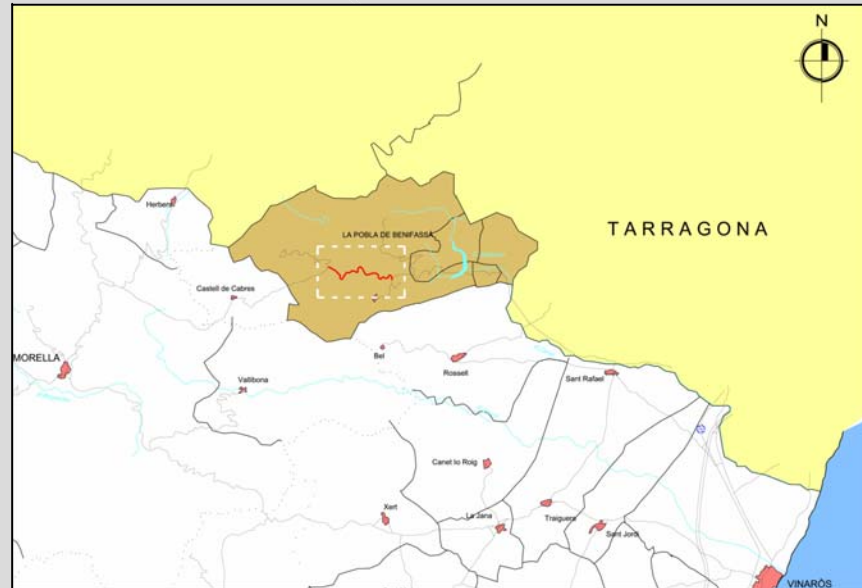 N
Herbers
LA POBLA DE BENIFASSÀ
TARRAGONA
Castell de Cabres
MORELLA
Bel
Rossell
Vallibona
Sant Rafael
Canet lo Roig
Xert
La Jana
Traiguera
Sant Jordi
VINARÒS